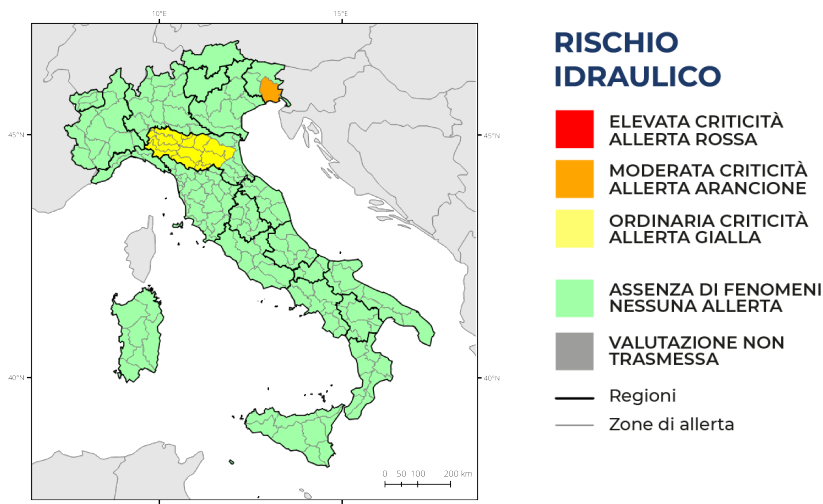 10°E
15°E
45°N
45°N
40°N
40°N
0 50 100 200 km
RISCHIO
IDRAULICO
ELEVATA CRITICITÀ
ALLERTA ROSSA
MODERATA CRITICITÀ
ALLERTA ARANCIONE
ORDINARIA CRITICITÀ
ALLERTA GIALLA
ASSENZA DI FENOMENI
NESSUNA ALLERTA
VALUTAZIONE NON
TRASMESSA
Regioni
Zone di allerta